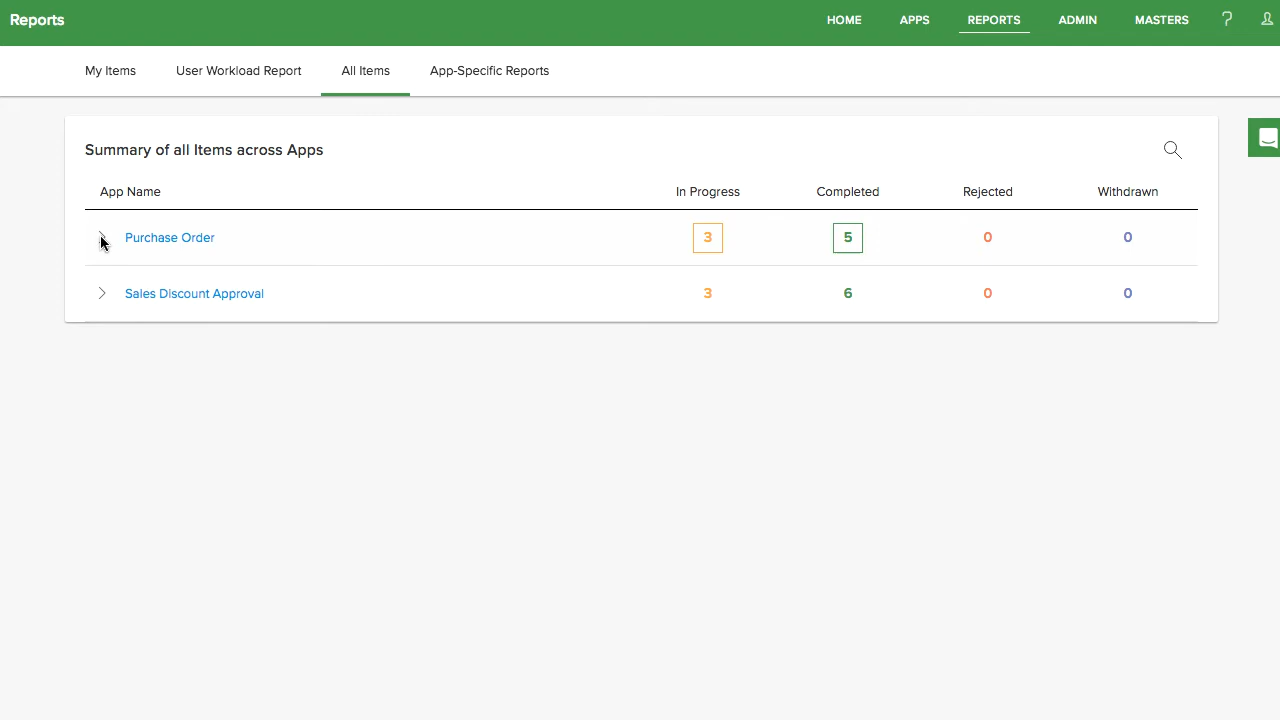 Reports HOME APPS REPORTS ADMIN MASTERS ?
My Items User Workload Report All Items App-Specific Reports
Summary of all Items across Apps
App Name In Progress Completed Rejected Withdrawn
Purchase Order 3 5 0 0
Sales Discount Approval 3 6 0 0